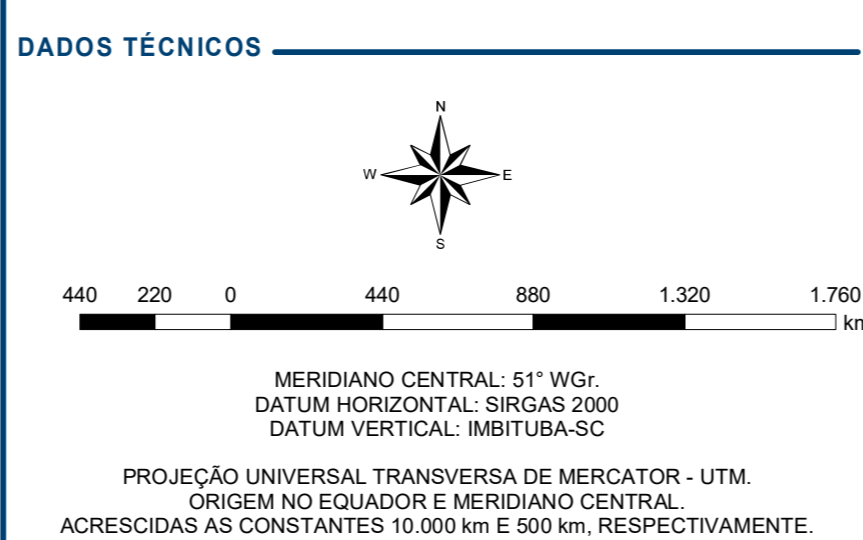 DADOS TÉCNICOS
N
W E
S
440 220 0 440 880 1.320 1.760
km
MERIDIANO CENTRAL: 51° WGr.
DATUM HORIZONTAL: SIRGAS 2000
DATUM VERTICAL: IMBITUBA-SC
PROJEÇÃO UNIVERSAL TRANSVERSA DE MERCATOR - UTM.
ORIGEM NO EQUADOR E MERIDIANO CENTRAL.
ACRESCIDAS AS CONSTANTES 10.000 km E 500 km, RESPECTIVAMENTE.